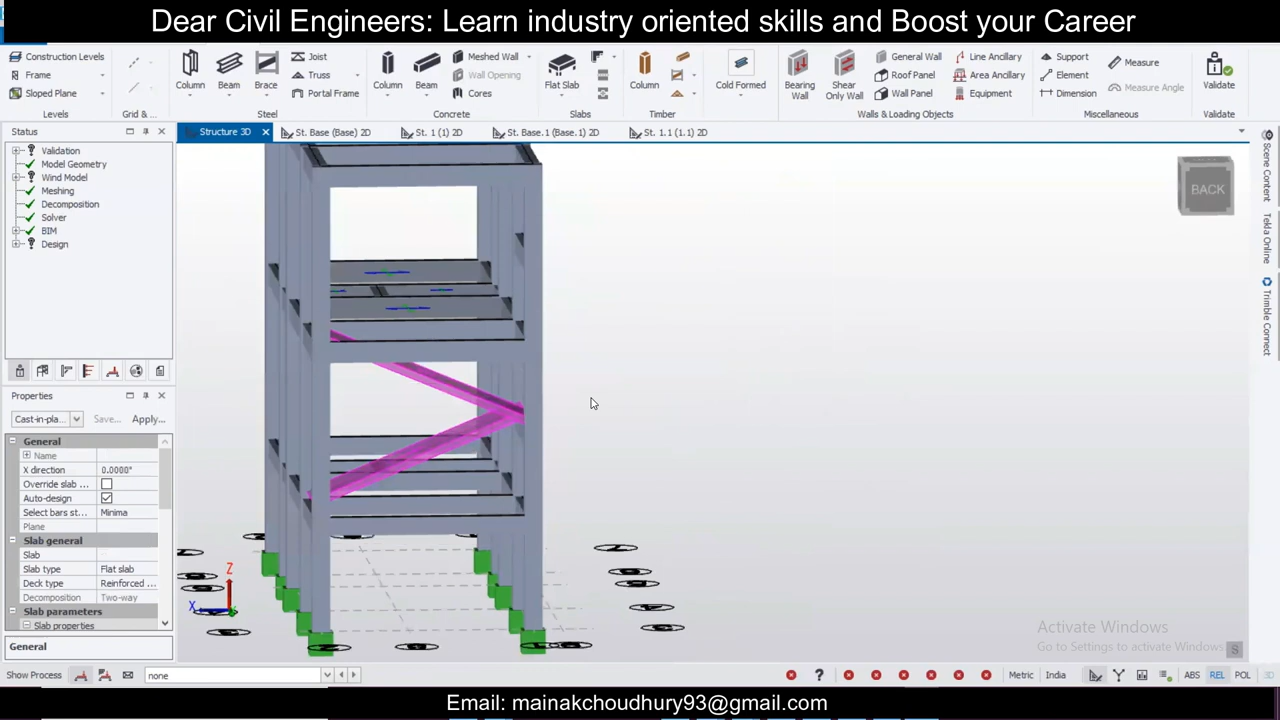 Dear Civil Engineers: Learn industry oriented skills and Boost your Career
Construction Levels
Frame
Sloped Plane
Levels
Column
Beam
Brace
Joist
Truss
Portal Frame
Steel
Column
Beam
Meshed Wall
Wall Opening
Cores
Concrete
Flat Slab
Slabs
Column
Timber
Cold Formed
Bearing Wall
Shear Only Wall
General Wall
Roof Panel
Wall Panel
Line Ancillary
Area Ancillary
Equipment
Walls & Loading Objects
Support
Element
Dimension
Measure
Measure Angle
Miscellaneous
Validate
Validate
Status
Structure 3D
St. Base (Base) 2D
St. 1 (1) 2D
St. Base.1 (Base.1) 2D
St. 1.1 (1.1) 2D
Validation
Model Geometry
Wind Model
Meshing
Decomposition
Solver
BIM
Design
BACK
Scene Content
Tekla Online
Trimble Connect
Properties
Cast-in-pla...
Save...
Apply...
General
Name
X direction 0.0000°
Override slab ...
Auto-design
Select bars st... Minima
Plane
Slab general
Slab
Slab type Flat slab
Deck type Reinforced ...
Decomposition Two-way
Slab parameters
Slab properties
General
Z
X
Activate Windows
Go to Settings to activate Windows.
Show Process
none
Metric
India
ABS
REL
POL
3D
Email: mainakchoudhury93@gmail.com